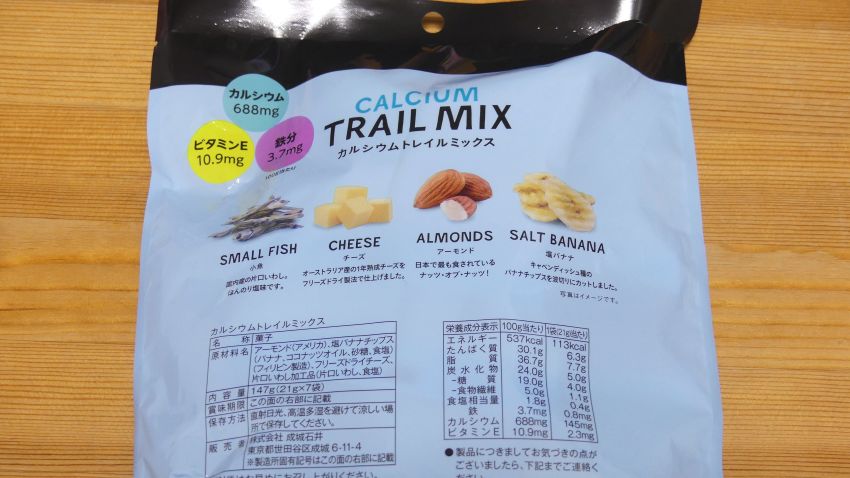 カルシウム
688mg
ビタミンE
10.9mg
鉄分
3.7mg
100g当たり
CALCIUM
TRAIL MIX
カルシウムトレイルミックス
SMALL FISH
小魚
国内産の片口いわし。
ほんのり塩味です。
CHEESE
チーズ
オーストラリア産の1年熟成チーズを
フリーズドライ製法で仕上げました。
ALMONDS
アーモンド
日本で最も食されている
ナッツ・オブ・ナッツ！
SALT BANANA
塩バナナ
キャベンディッシュ種の
バナナチップスを波切りにカットしました。
写真はイメージです。
カルシウムトレイルミックス
名称 菓子
原材料名 アーモンド(アメリカ)、塩バナナチップス
(バナナ、ココナッツオイル、砂糖、食塩)
(フィリピン製造)、フリーズドライチーズ、
片口いわし加工品(片口いわし、食塩)
内容量 147g(21g×7袋)
賞味期限 この面の右部に記載
保存方法 直射日光、高温多湿を避けて涼しい場
所で保存してください。
販売者 株式会社 成城石井
東京都世田谷区成城 6-11-4
※製造所固有記号はこの面の右部に記載
栄養成分表示 100g当たり 1袋(21g)当たり
エネルギー 537kcal 113kcal
たんぱく質 30.1g 6.3g
脂質 36.7g 7.7g
炭水化物 24.0g 5.0g
-糖質 19.0g 4.0g
-食物繊維 5.0g 1.1g
食塩相当量 1.8g 0.4g
鉄 3.7mg 0.8mg
カルシウム 688mg 145mg
ビタミンE 10.9mg 2.3mg
●製品につきましてお気づきの点が
ございましたら、下記までご連絡